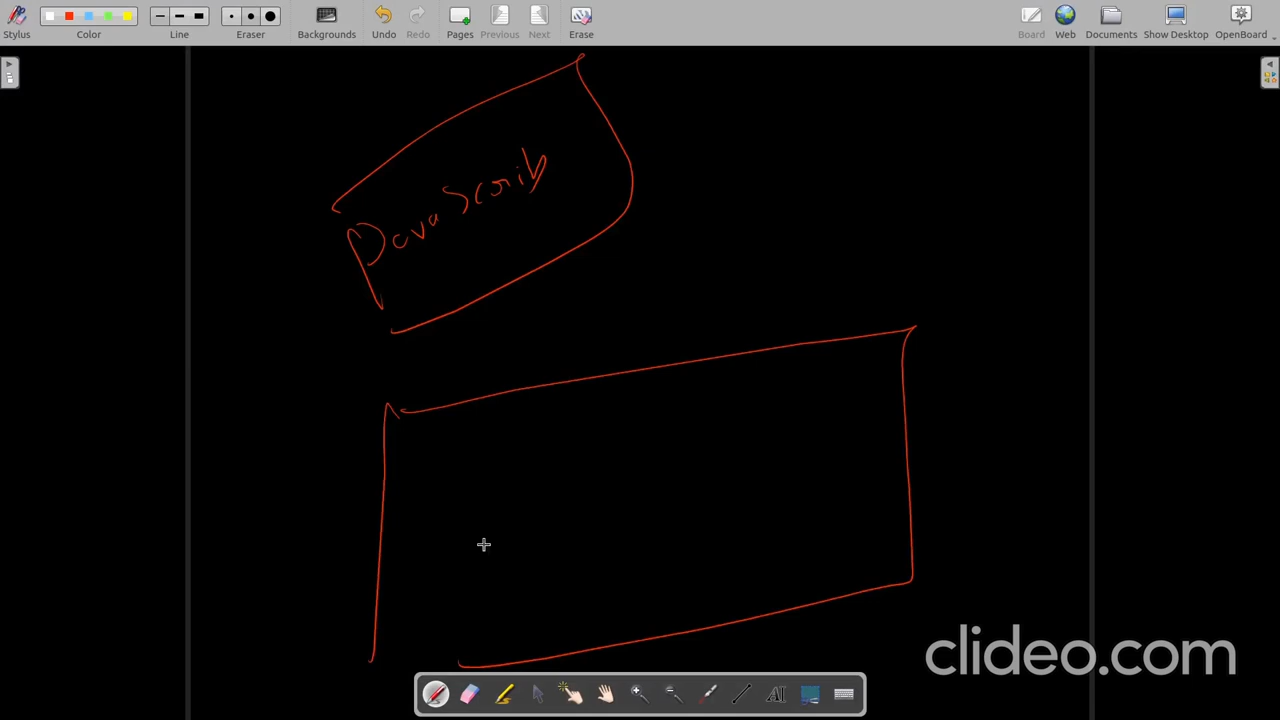 Stylus Color Line Eraser Backgrounds Undo Redo Pages Previous Next Erase Board Web Documents Show Desktop OpenBoard
AI
clideo.com